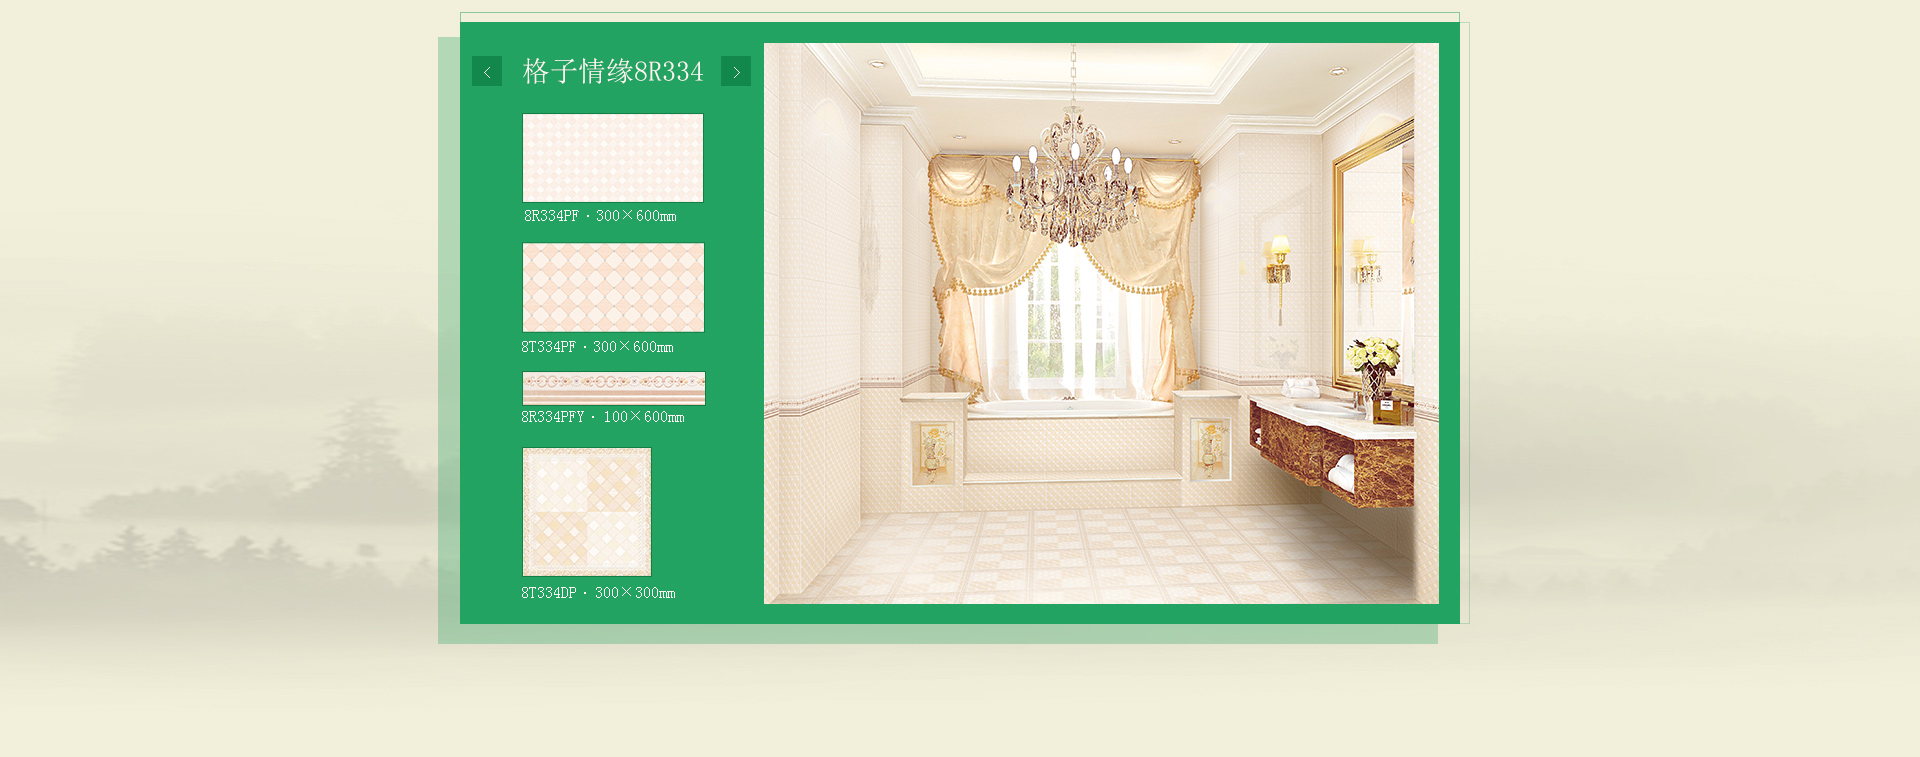 格子情缘8R334
8R334PF · 300×600mm
8T334PF · 300×600mm
8R334PFY · 100×600mm
8T334DP · 300×300mm